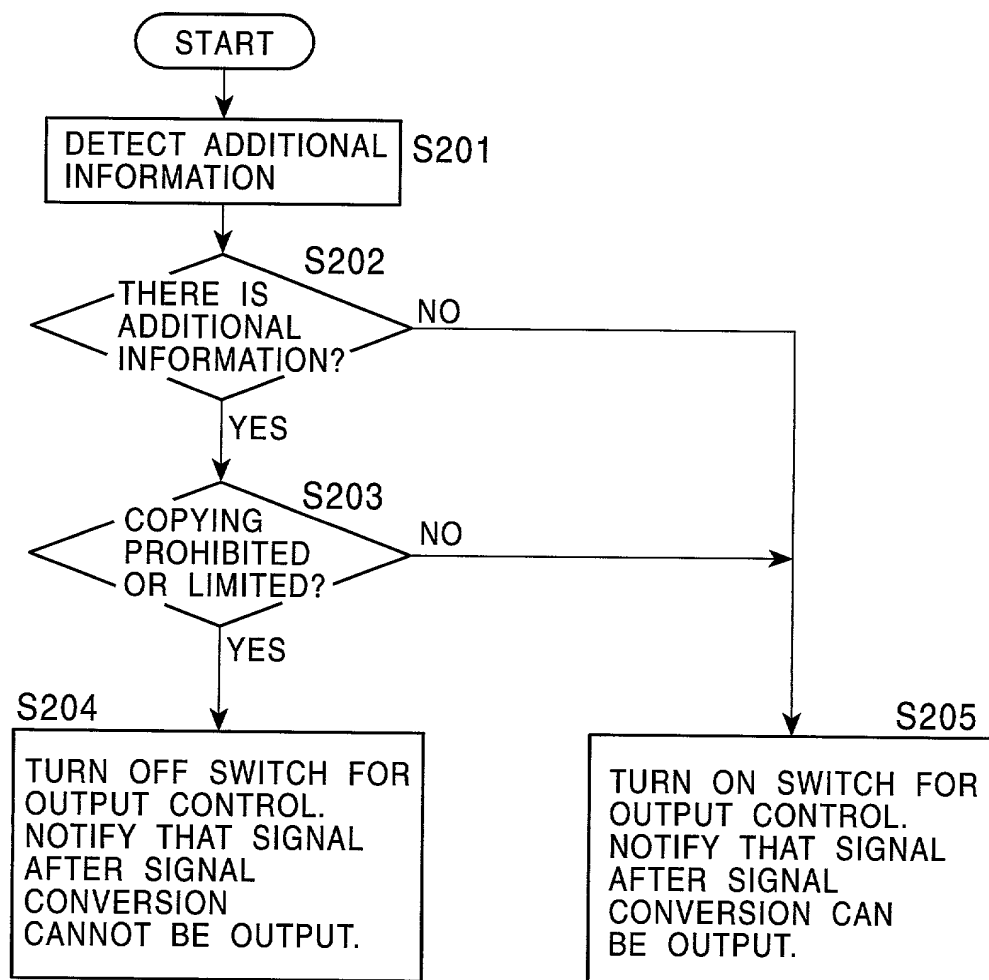 START
DETECT ADDITIONAL
INFORMATION
S201
S202
THERE IS
ADDITIONAL
INFORMATION?
NO
YES
S203
COPYING
PROHIBITED
OR LIMITED?
NO
YES
S204
TURN OFF SWITCH FOR
OUTPUT CONTROL.
NOTIFY THAT SIGNAL
AFTER SIGNAL
CONVERSION
CANNOT BE OUTPUT.
S205
TURN ON SWITCH FOR
OUTPUT CONTROL.
NOTIFY THAT SIGNAL
AFTER SIGNAL
CONVERSION CAN
BE OUTPUT.